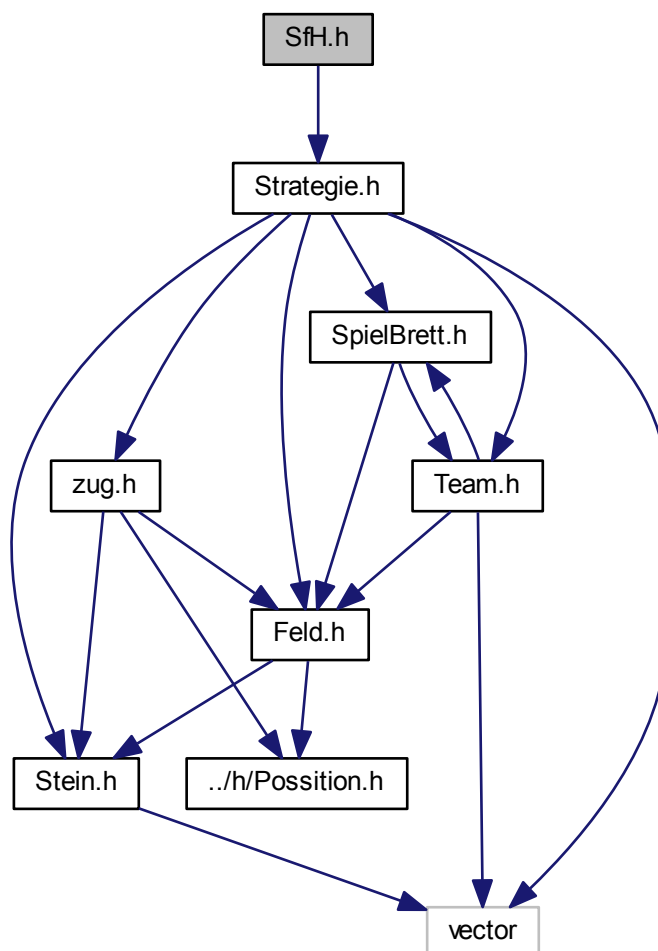 SfH.h
Strategie.h
SpielBrett.h
zug.h
Team.h
Feld.h
Stein.h
../h/Possition.h
vector